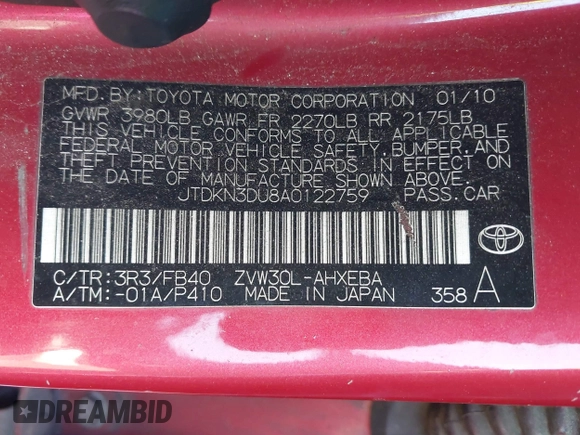 MFD. BY: TOYOTA MOTOR CORPORATION 01/10
GVWR 3980LB GAWR FR 2270LB RR 2175LB
THIS VEHICLE CONFORMS TO ALL APPLICABLE
FEDERAL MOTOR VEHICLE SAFETY, BUMPER, AND
THEFT PREVENTION STANDARDS IN EFFECT ON
THE DATE OF MANUFACTURE SHOWN ABOVE.
JTDKN3DU8A0122759 PASS. CAR
C/TR: 3R3/FB40 ZVW30L-AHXEBA
A/TM: -01A/P410 MADE IN JAPAN 358 A
DREAMBID